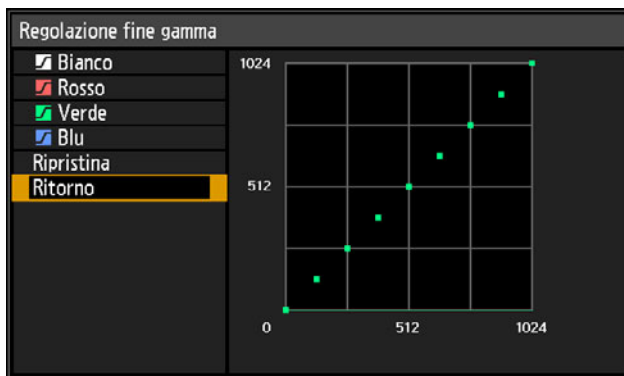 Regolazione fine gamma
Bianco
Rosso
Verde
Blu
Ripristina
Ritorno
1024
512
0 512 1024